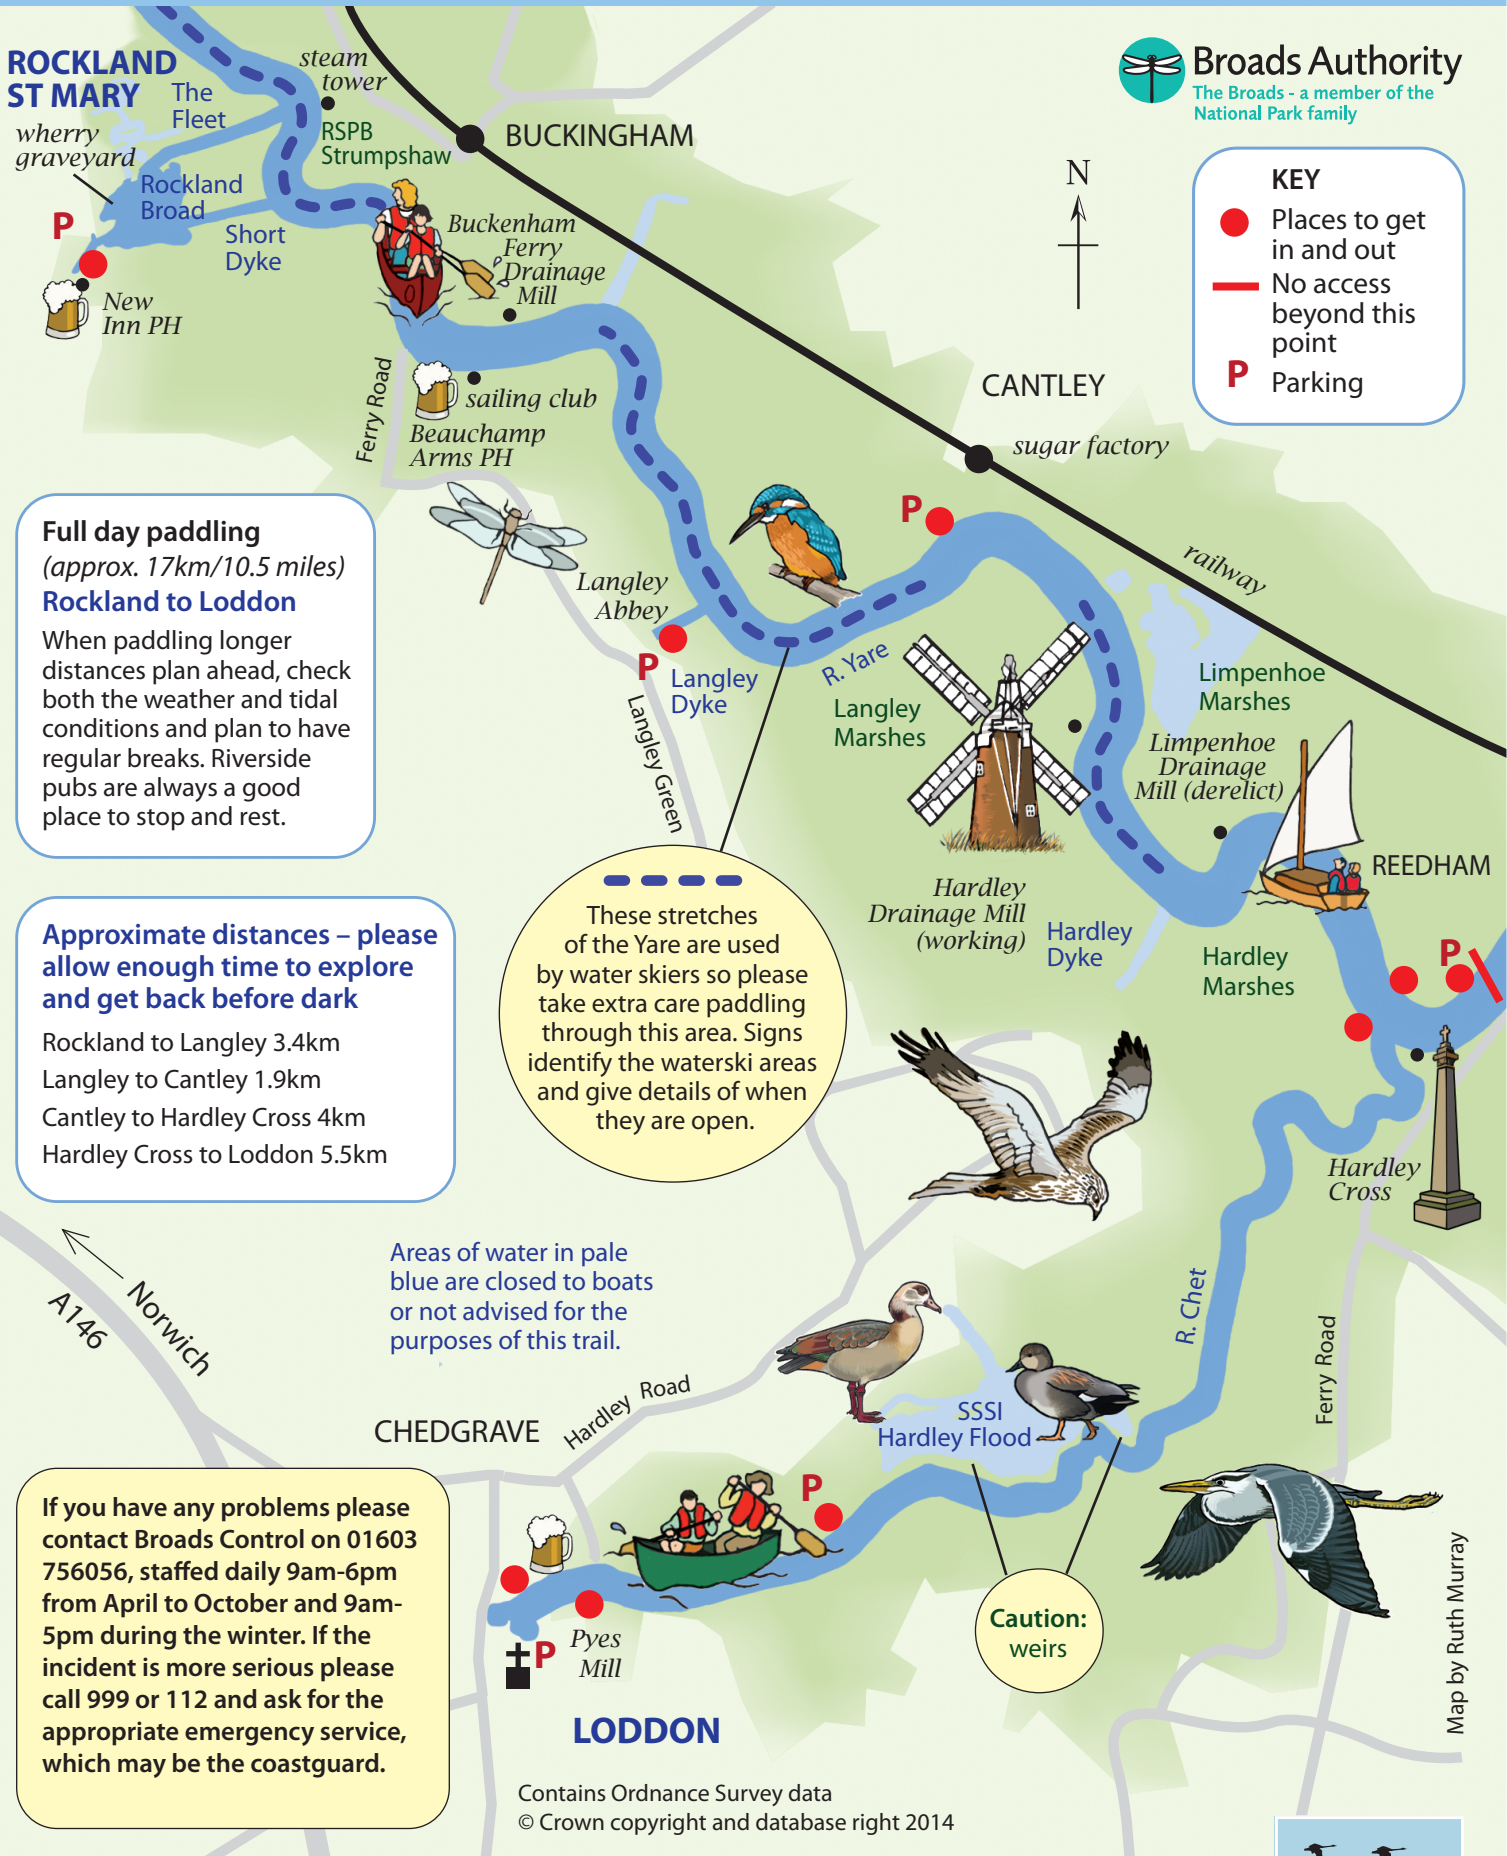 ROCKLAND
ST MARY
The
Fleet
wherry
graveyard
steam
tower
RSPB
Strumpshaw
BUCKINGHAM
Broads Authority
The Broads - a member of the
National Park family
Rockland
Broad
P
Short
Dyke
New
Inn PH
Buckenham
Ferry
Drainage
Mill
N
KEY
Places to get
in and out
No access
beyond this
point
P
Parking
Ferry Road
sailing club
Beauchamp
Arms PH
CANTLEY
sugar factory
P
railway
Full day paddling
(approx. 17km/10.5 miles)
Rockland to Loddon
When paddling longer
distances plan ahead, check
both the weather and tidal
conditions and plan to have
regular breaks. Riverside
pubs are always a good
place to stop and rest.
Langley
Abbey
P
Langley
Dyke
Langley Green
R. Yare
Langley
Marshes
Limpenhoe
Marshes
Limpenhoe
Drainage
Mill (derelict)
REEDHAM
Hardley
Drainage Mill
(working)
Hardley
Dyke
Hardley
Marshes
P
Approximate distances – please
allow enough time to explore
and get back before dark
Rockland to Langley 3.4km
Langley to Cantley 1.9km
Cantley to Hardley Cross 4km
Hardley Cross to Loddon 5.5km
These stretches
of the Yare are used
by water skiers so please
take extra care paddling
through this area. Signs
identify the waterski areas
and give details of when
they are open.
Hardley
Cross
Norwich
A146
Areas of water in pale
blue are closed to boats
or not advised for the
purposes of this trail.
R. Chet
Ferry Road
CHEDGRAVE
Hardley Road
SSSI
Hardley Flood
P
If you have any problems please
contact Broads Control on 01603
756056, staffed daily 9am-6pm
from April to October and 9am-
5pm during the winter. If the
incident is more serious please
call 999 or 112 and ask for the
appropriate emergency service,
which may be the coastguard.
P
Pyes
Mill
Caution:
weirs
LODDON
Map by Ruth Murray
Contains Ordnance Survey data
© Crown copyright and database right 2014